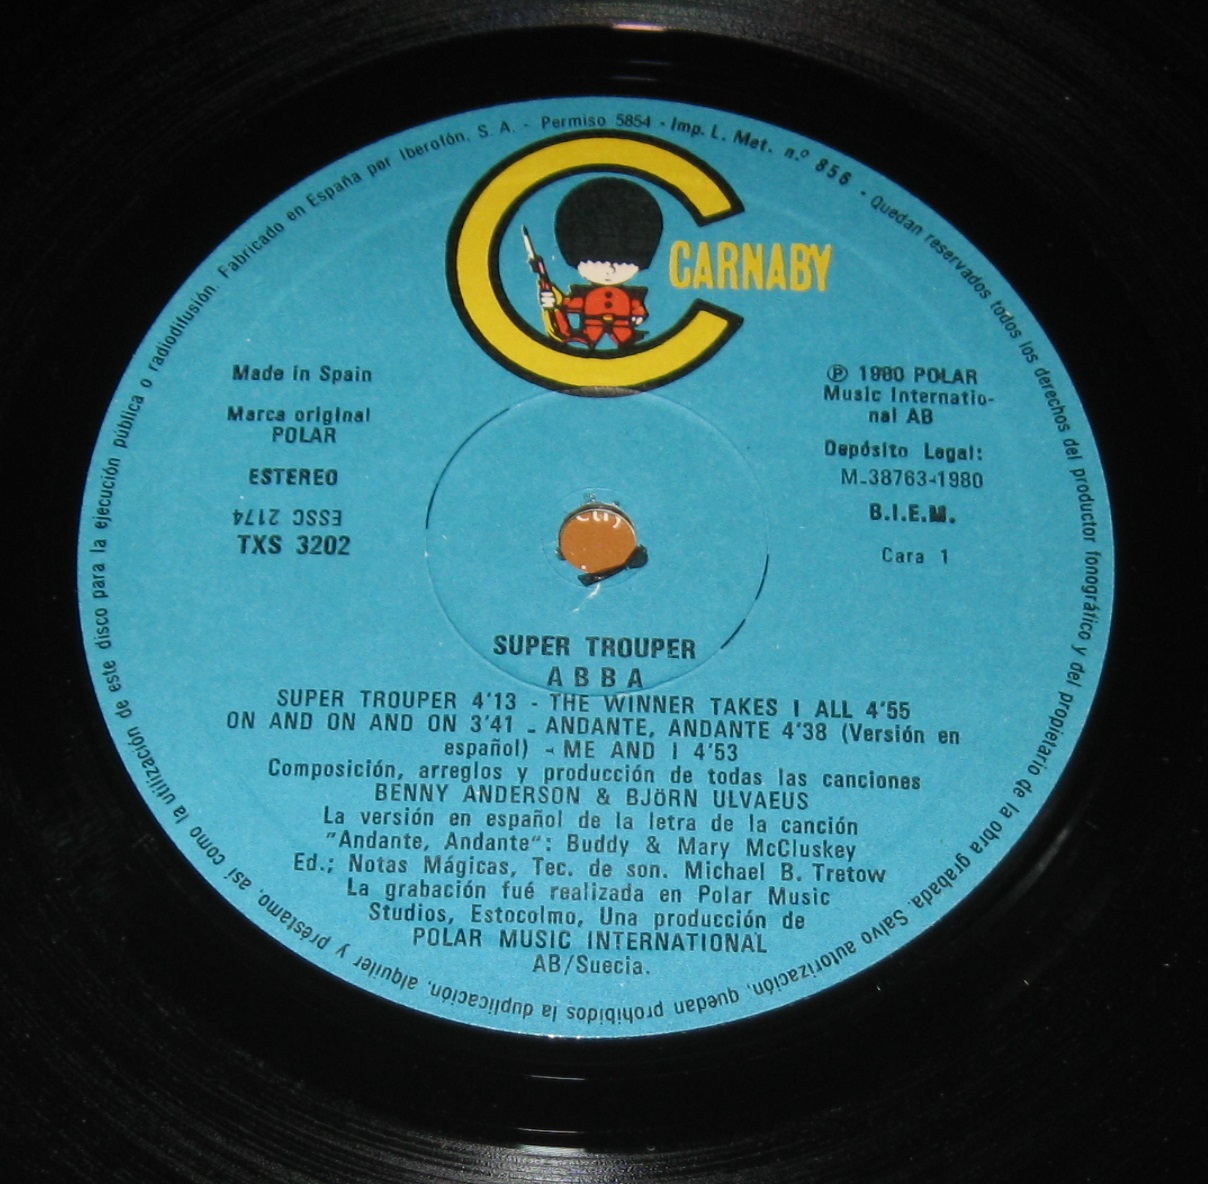 Fabricado en España por Iberofón, S. A. - Permiso 5854 - Imp. L. Met. n.º 856 - Quedan reservados todos los derechos del productor fonográfico y del propietario de la obra grabada. Salvo autorización, quedan prohibidos la duplicación, alquiler y préstamo, así como la utilización de este disco para la ejecución pública o radiodifusión.
CARNABY
Made in Spain
Marca original
POLAR
ESTEREO
ESSC 2174
TXS 3202
℗ 1980 POLAR
Music Internatio-
nal AB
Depósito Legal:
M-38763-1980
B.I.E.M.
Cara 1
SUPER TROUPER
ABBA
SUPER TROUPER 4'13 - THE WINNER TAKES I ALL 4'55
ON AND ON AND ON 3'41 - ANDANTE, ANDANTE 4'38 (Versión en
español) - ME AND I 4'53
Composición, arreglos y producción de todas las canciones
BENNY ANDERSON & BJÖRN ULVAEUS
La versión en español de la letra de la canción
"Andante, Andante": Buddy & Mary McCluskey
Ed.; Notas Mágicas, Tec. de son. Michael B. Tretow
La grabación fué realizada en Polar Music
Studios, Estocolmo, Una producción de
POLAR MUSIC INTERNATIONAL
AB/Suecia.